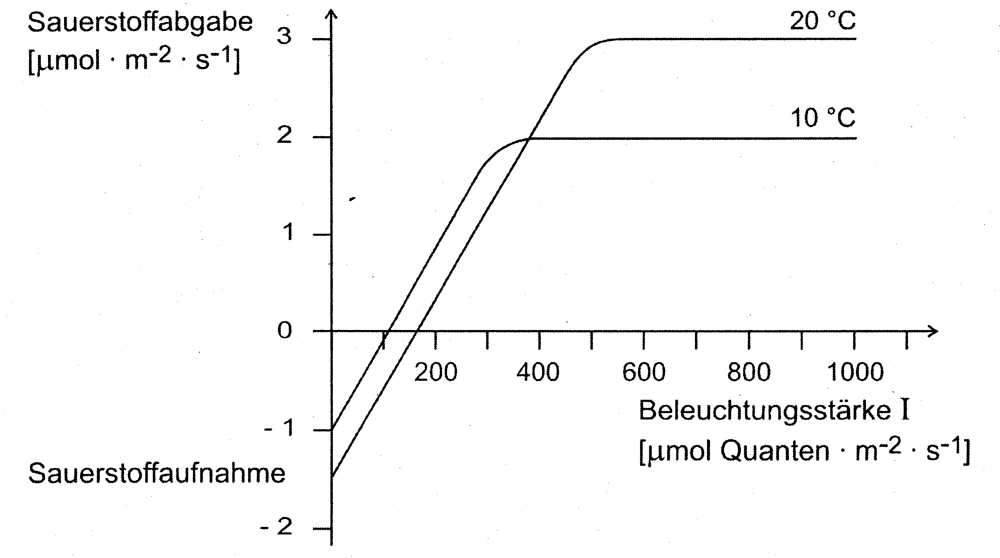 Sauerstoffabgabe
[µmol · m-2 · s-1]
3
20 °C
2
10 °C
1
0
200 400 600 800 1000
Beleuchtungsstärke I
[µmol Quanten · m-2 · s-1]
- 1
Sauerstoffaufnahme
- 2